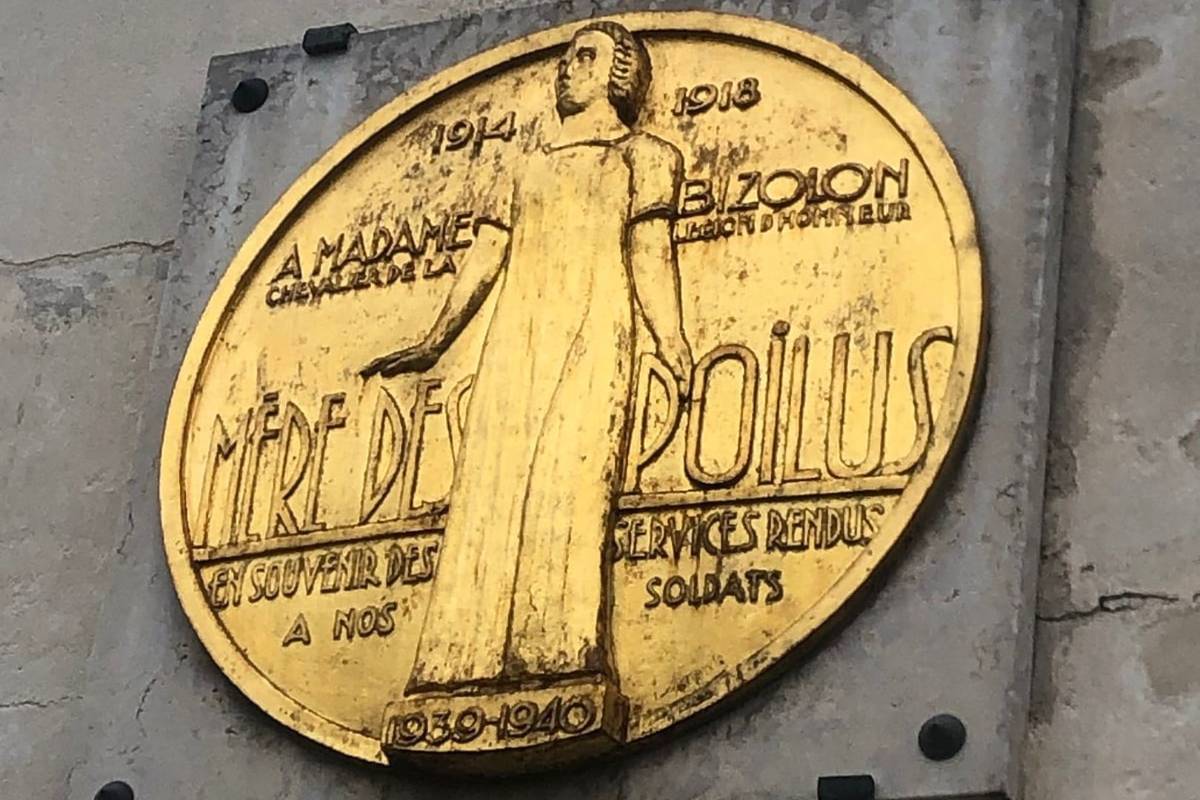 1914 1918
A MADAME BIZOLON
CHEVALIER DE LA LEGION D'HONNEUR
MÈRE DES POILUS
EN SOUVENIR DES SERVICES RENDUS
A NOS SOLDATS
1939-1940